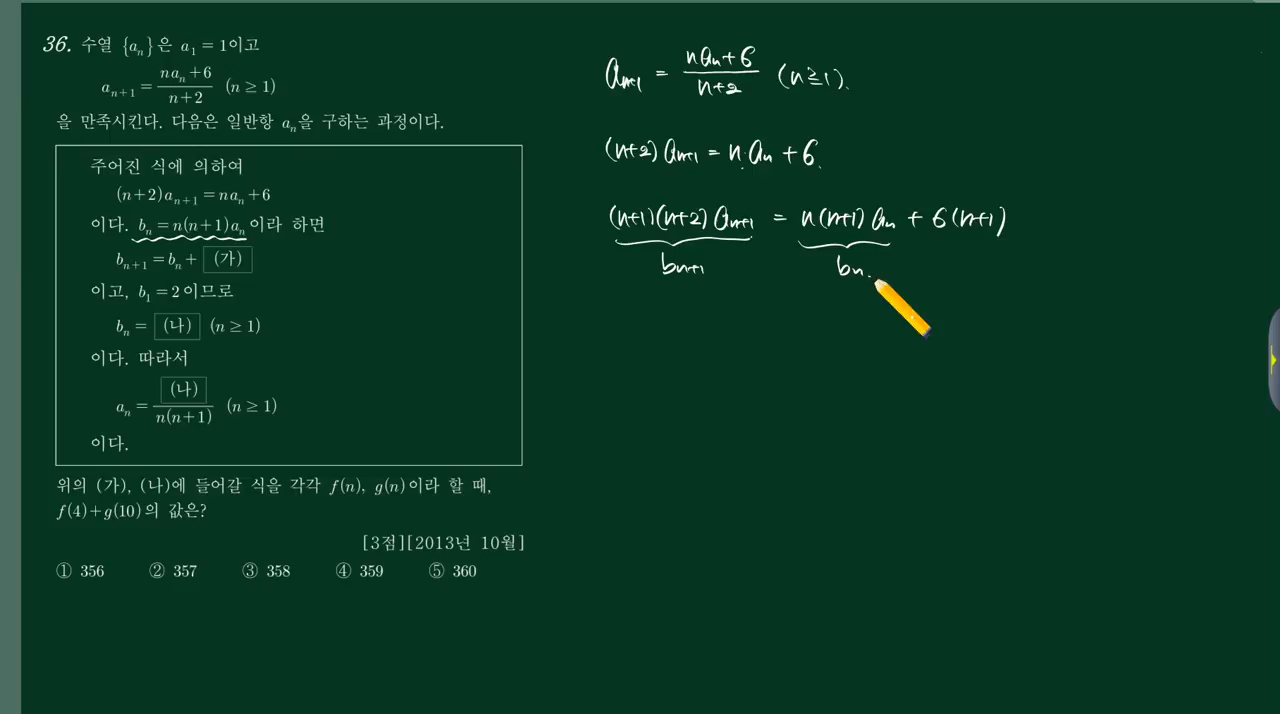 36. 수열 {aₙ}은 a₁ = 1이고
aₙ₊₁ = (naₙ+6)/(n+2) (n ≥ 1)
을 만족시킨다. 다음은 일반항 aₙ을 구하는 과정이다.
주어진 식에 의하여
(n+2)aₙ₊₁ = naₙ+6
이다. bₙ = n(n+1)aₙ이라 하면
bₙ₊₁ = bₙ + (가)
이고, b₁ = 2이므로
bₙ = (나) (n ≥ 1)
이다. 따라서
aₙ = (나)/n(n+1) (n ≥ 1)
이다.
위의 (가), (나)에 들어갈 식을 각각 f(n), g(n)이라 할 때,
f(4)+g(10)의 값은?
[3점][2013년 10월]
① 356 ② 357 ③ 358 ④ 359 ⑤ 360
aₙ₊₁ = (naₙ+6)/(n+2) (n≥1).
(n+2)aₙ₊₁ = n·aₙ + 6.
(n+1)(n+2)aₙ₊₁ = n(n+1)aₙ + 6(n+1)
bₙ₊₁ bₙ.